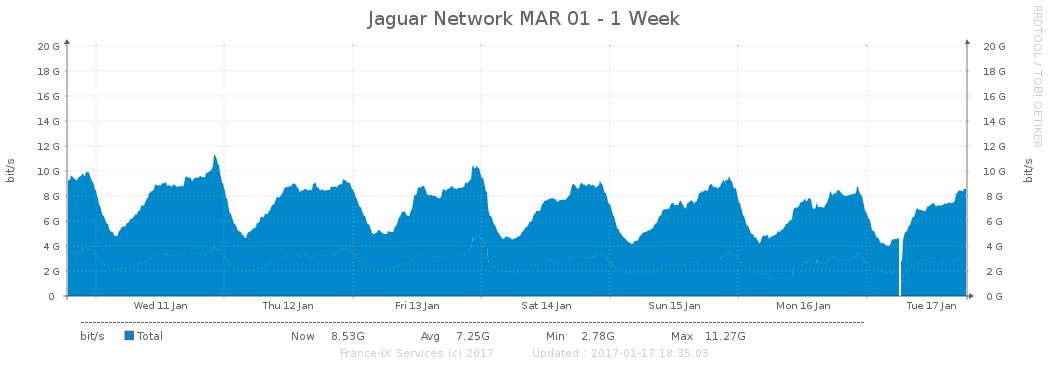 Jaguar Network MAR 01 - 1 Week
RRDTOOL / TOBI OETIKER
bit/s
20 G 20 G
18 G 18 G
16 G 16 G
14 G 14 G
12 G 12 G
10 G 10 G
8 G 8 G
6 G 6 G
4 G 4 G
2 G 2 G
0 0 G
bit/s
Wed 11 Jan Thu 12 Jan Fri 13 Jan Sat 14 Jan Sun 15 Jan Mon 16 Jan Tue 17 Jan
bit/s Total Now 8.53G Avg 7.25G Min 2.78G Max 11.27G
France-IX Services (c) 2017 Updated : 2017-01-17 18:35:03